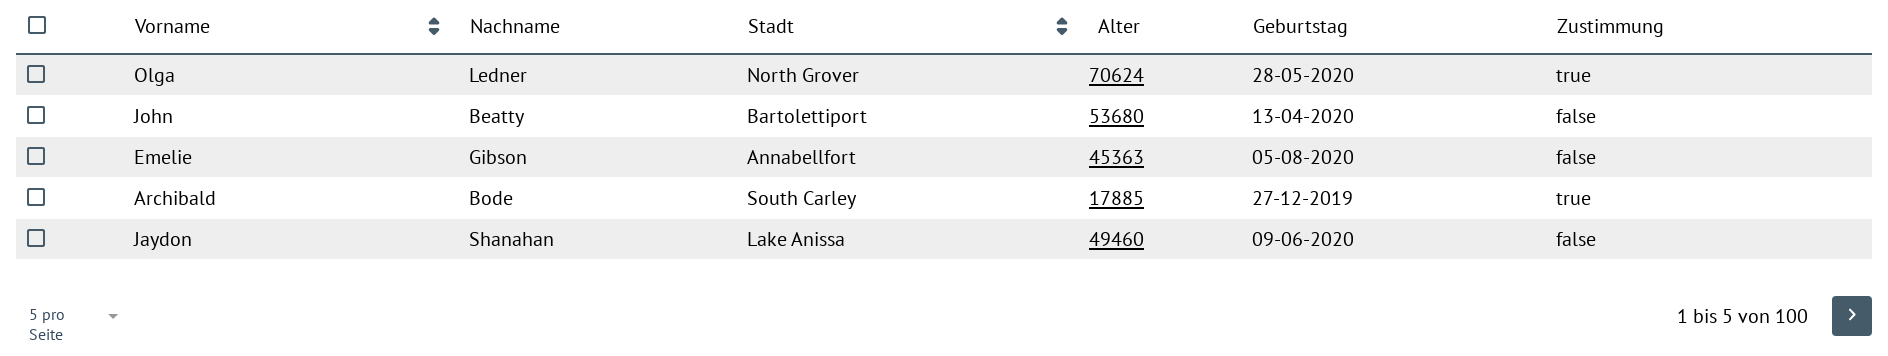 Vorname Nachname Stadt Alter Geburtstag Zustimmung
Olga Ledner North Grover 70624 28-05-2020 true
John Beatty Bartolettiport 53680 13-04-2020 false
Emelie Gibson Annabellfort 45363 05-08-2020 false
Archibald Bode South Carley 17885 27-12-2019 true
Jaydon Shanahan Lake Anissa 49460 09-06-2020 false
5 pro
Seite
1 bis 5 von 100